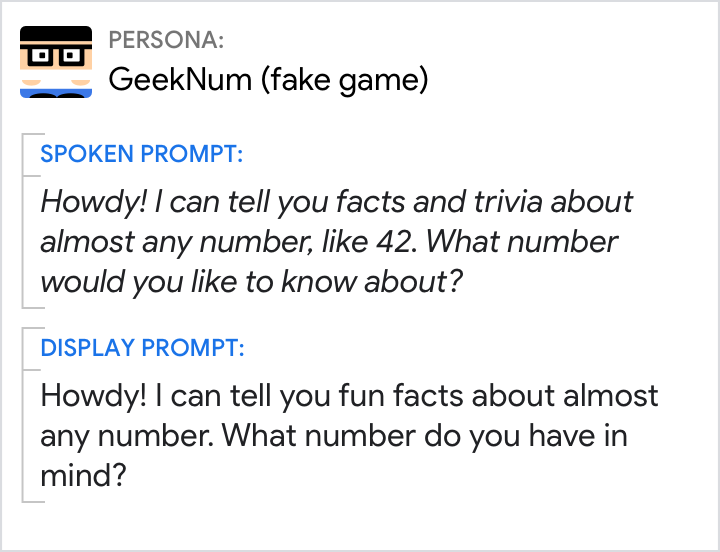 PERSONA:
GeekNum (fake game)
SPOKEN PROMPT:
Howdy! I can tell you facts and trivia about
almost any number, like 42. What number
would you like to know about?
DISPLAY PROMPT:
Howdy! I can tell you fun facts about almost
any number. What number do you have in
mind?